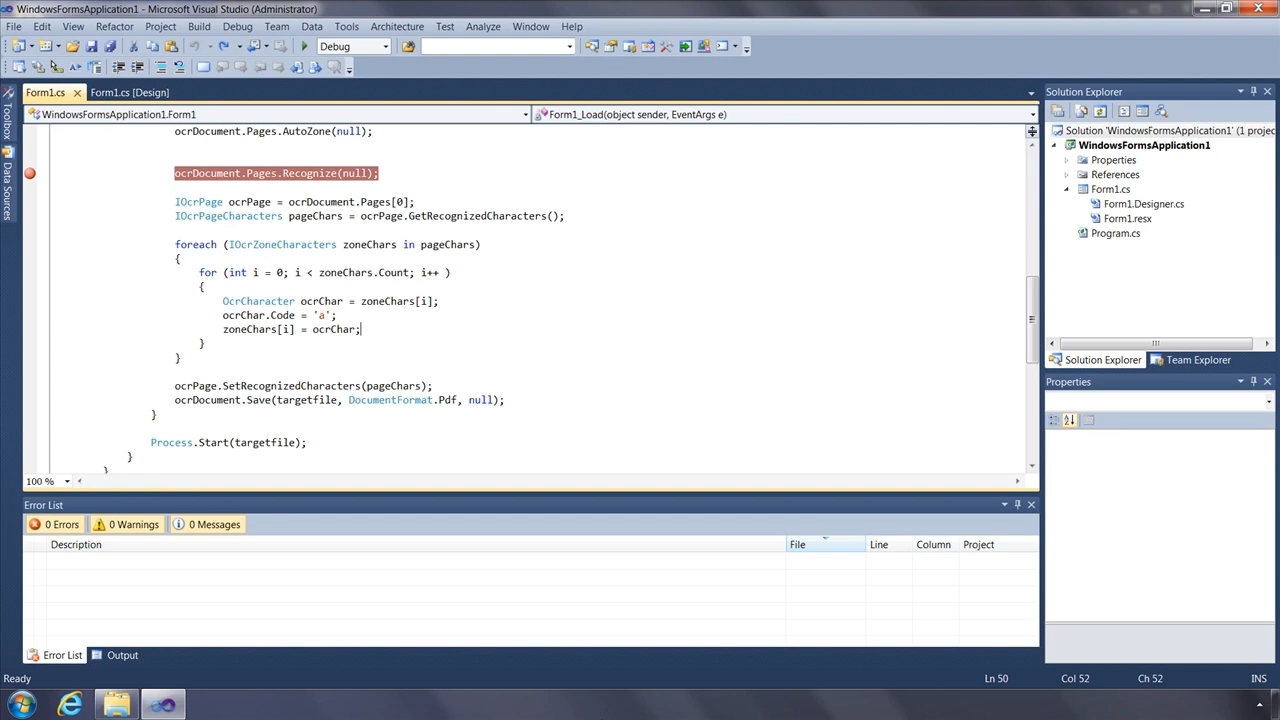 WindowsFormsApplication1 - Microsoft Visual Studio (Administrator)
File Edit View Refactor Project Build Debug Team Data Tools Architecture Test Analyze Window Help
Debug
Form1.cs Form1.cs [Design]
WindowsFormsApplication1.Form1 Form1_Load(object sender, EventArgs e)
Toolbox
Data Sources
ocrDocument.Pages.AutoZone(null);
ocrDocument.Pages.Recognize(null);
IOcrPage ocrPage = ocrDocument.Pages[0];
IOcrPageCharacters pageChars = ocrPage.GetRecognizedCharacters();
foreach (IOcrZoneCharacters zoneChars in pageChars)
{
for (int i = 0; i < zoneChars.Count; i++ )
{
OcrCharacter ocrChar = zoneChars[i];
ocrChar.Code = 'a';
zoneChars[i] = ocrChar;
}
}
ocrPage.SetRecognizedCharacters(pageChars);
ocrDocument.Save(targetfile, DocumentFormat.Pdf, null);
}
Process.Start(targetfile);
}
}
100 %
Solution Explorer
Solution 'WindowsFormsApplication1' (1 projec
WindowsFormsApplication1
Properties
References
Form1.cs
Form1.Designer.cs
Form1.resx
Program.cs
Solution Explorer Team Explorer
Properties
Error List
0 Errors 0 Warnings 0 Messages
Description File Line Column Project
Error List Output
Ready Ln 50 Col 52 Ch 52 INS